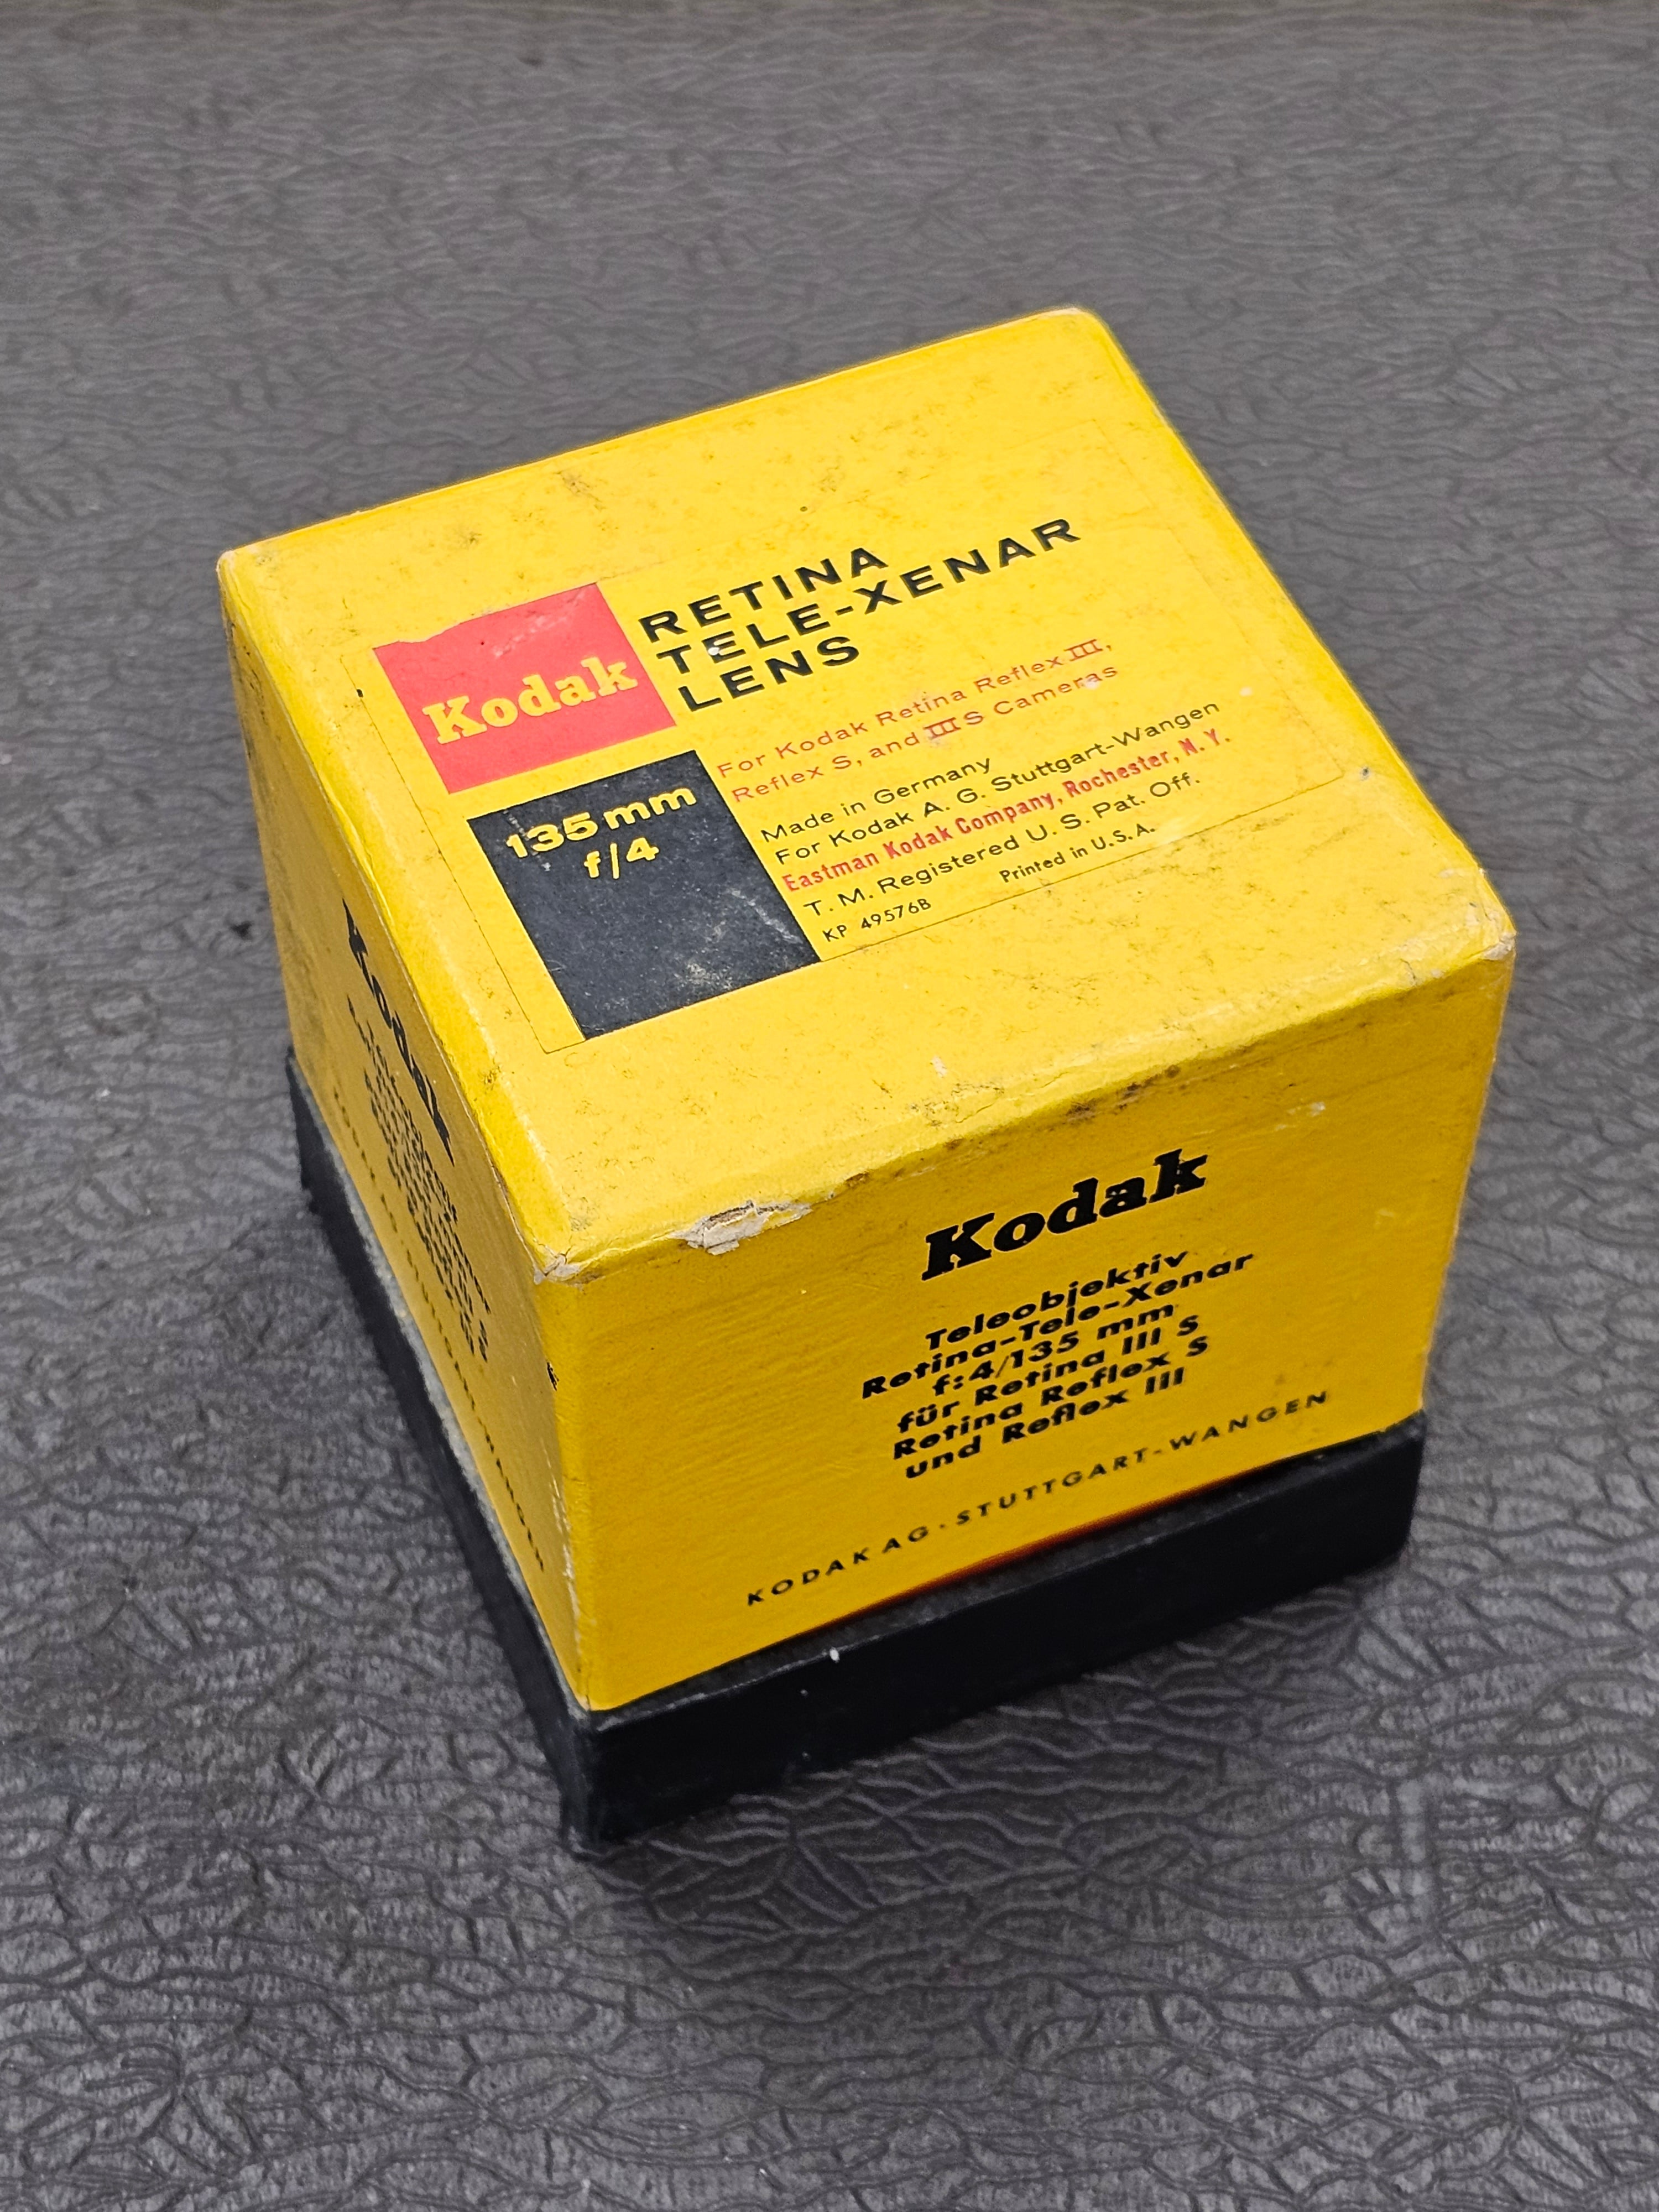 Kodak
RETINA
TELE-XENAR
LENS
135mm
f/4
For Kodak Retina Reflex III,
Reflex S, and III S Cameras
Made in Germany
For Kodak A. G. Stuttgart-Wangen
Eastman Kodak Company, Rochester, N. Y.
T. M. Registered U. S. Pat. Off.
KP 49576B
Printed in U.S.A.
Kodak
Teleobjektiv
Retina-Tele-Xenar
f:4/135 mm
für Retina III S
Retina Reflex S
und Reflex III
KODAK AG · STUTTGART-WANGEN
Kodak